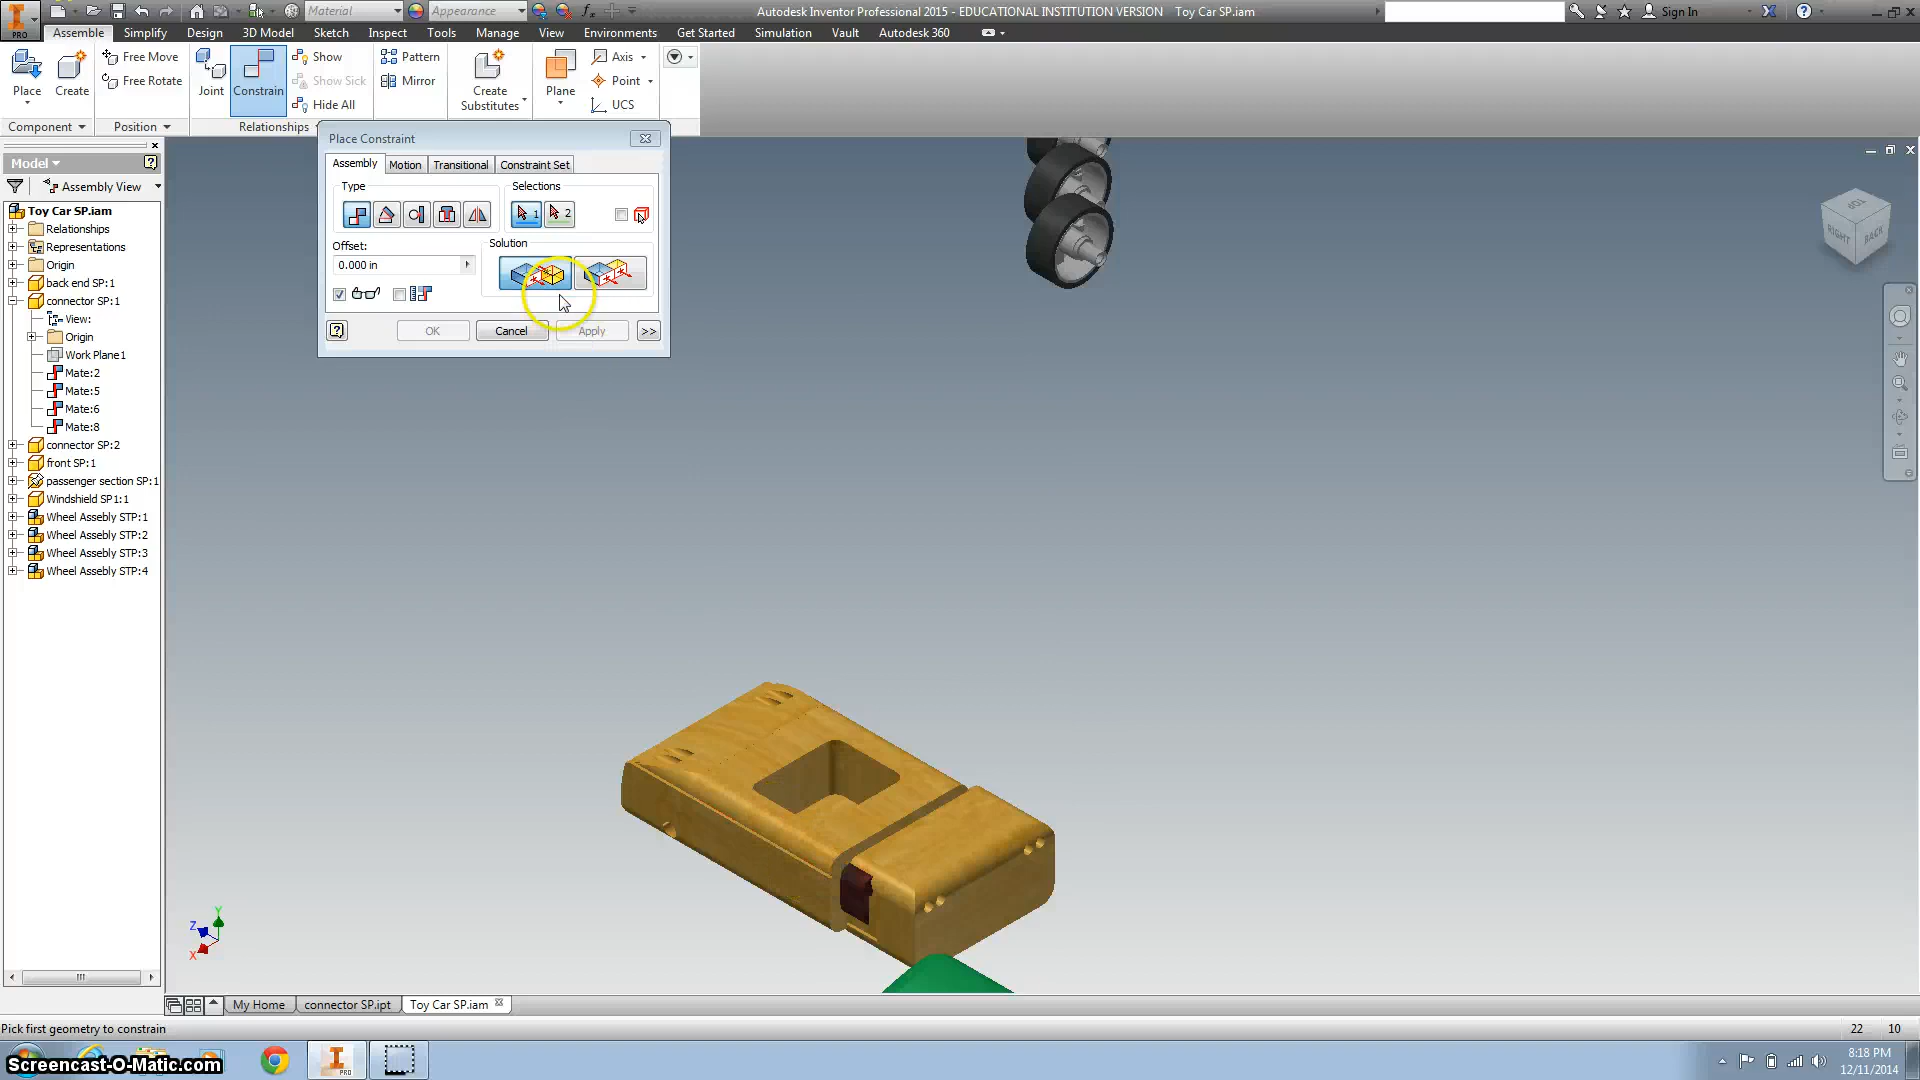 Material
Appearance
Autodesk Inventor Professional 2015 - EDUCATIONAL INSTITUTION VERSION Toy Car SP.iam
Sign In
PRO
Assemble Simplify Design 3D Model Sketch Inspect Tools Manage View Environments Get Started Simulation Vault Autodesk 360
Place
Create
Free Move
Free Rotate
Joint
Constrain
Show
Show Sick
Hide All
Pattern
Mirror
Create
Substitutes
Plane
Axis
Point
UCS
Component
Position
Relationships
Place Constraint
Assembly Motion Transitional Constraint Set
Type
Selections
1
2
Offset:
0.000 in
Solution
OK
Cancel
Apply
>>
Model
Assembly View
Toy Car SP.iam
Relationships
Representations
Origin
back end SP:1
connector SP:1
View:
Origin
Work Plane1
Mate:2
Mate:5
Mate:6
Mate:8
connector SP:2
front SP:1
passenger section SP:1
Windshield SP1:1
Wheel Assebly STP:1
Wheel Assebly STP:2
Wheel Assebly STP:3
Wheel Assebly STP:4
TOP
RIGHT
BACK
Y
Z
X
My Home
connector SP.ipt
Toy Car SP.iam
Pick first geometry to constrain
22
10
PRO
Screencast-O-Matic.com
8:18 PM
12/11/2014